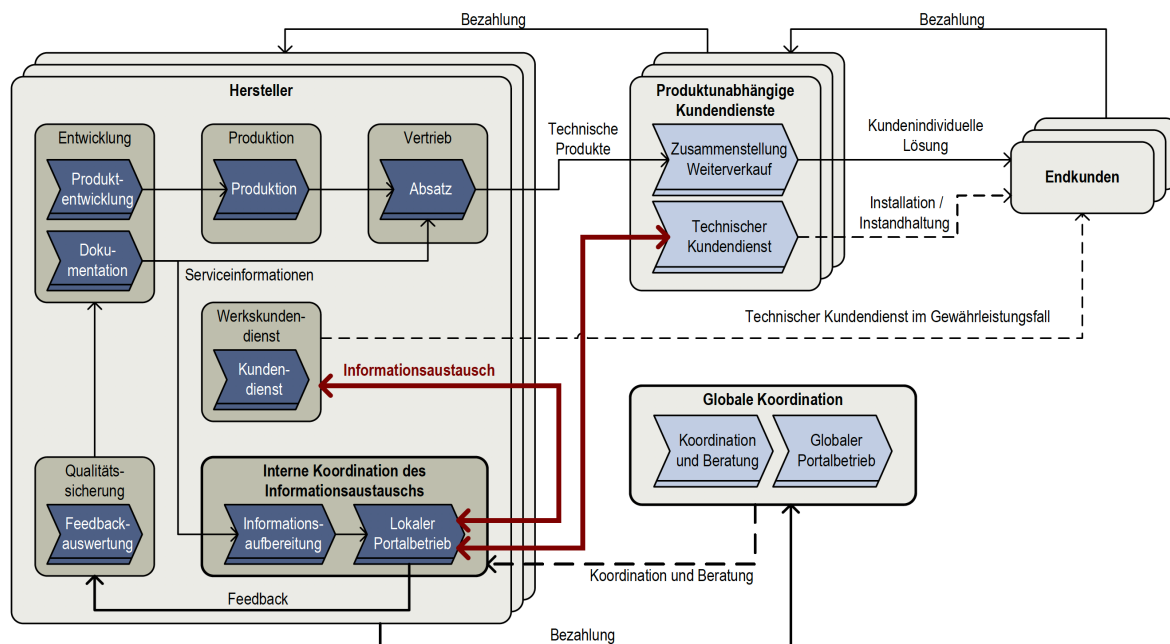 Bezahlung
Bezahlung
Hersteller
Produktunabhängige
Kundendienste
Entwicklung
Produktion
Vertrieb
Technische
Produkte
Zusammenstellung
Weiterverkauf
Kundenindividuelle
Lösung
Produkt-
entwicklung
Produktion
Absatz
Endkunden
Technischer
Kundendienst
Installation /
Instandhaltung
Doku-
mentation
Serviceinformationen
Werkskunden-
dienst
Technischer Kundendienst im Gewährleistungsfall
Kunden-
dienst
Informationsaustausch
Globale Koordination
Koordination
und Beratung
Globaler
Portalbetrieb
Qualitäts-
sicherung
Interne Koordination des
Informationsaustauschs
Feedback-
auswertung
Informations-
aufbereitung
Lokaler
Portalbetrieb
Koordination und Beratung
Feedback
Bezahlung